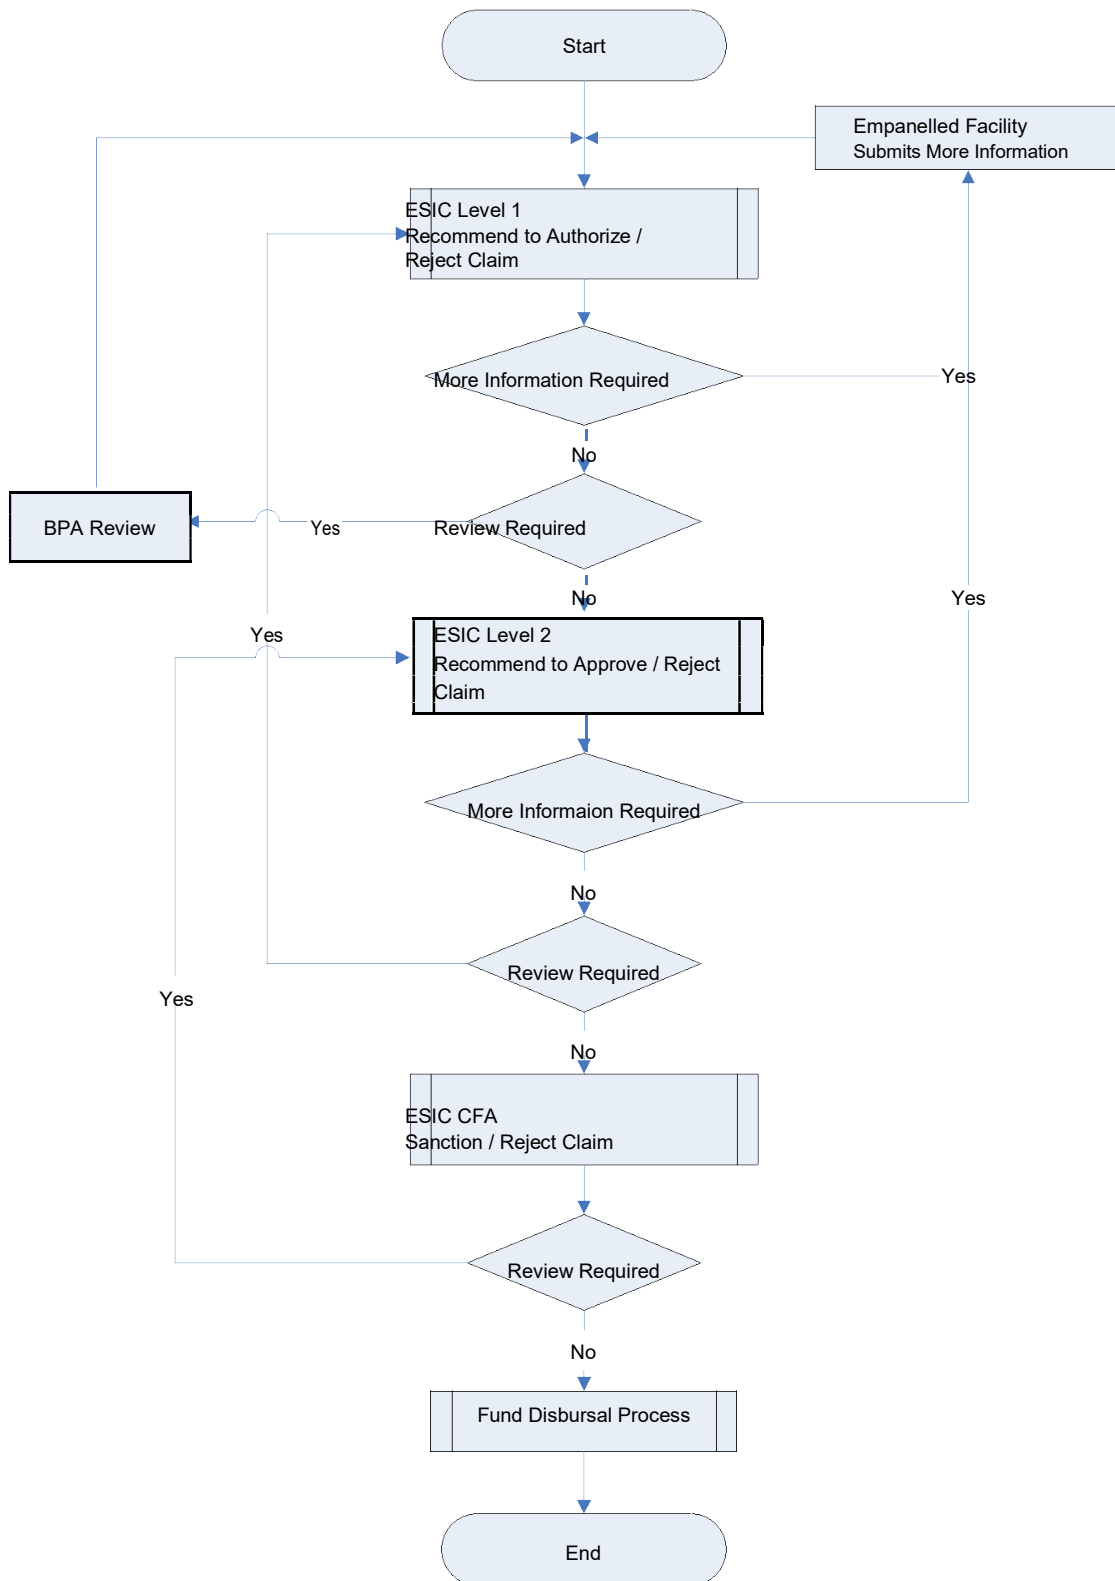 Start
Empanelled Facility
Submits More Information
ESIC Level 1
Recommend to Authorize /
Reject Claim
More Information Required
Yes
No
BPA Review
Yes
Review Required
No
Yes
Yes
ESIC Level 2
Recommend to Approve / Reject
Claim
More Informaion Required
No
Review Required
Yes
No
ESIC CFA
Sanction / Reject Claim
Review Required
No
Fund Disbursal Process
End